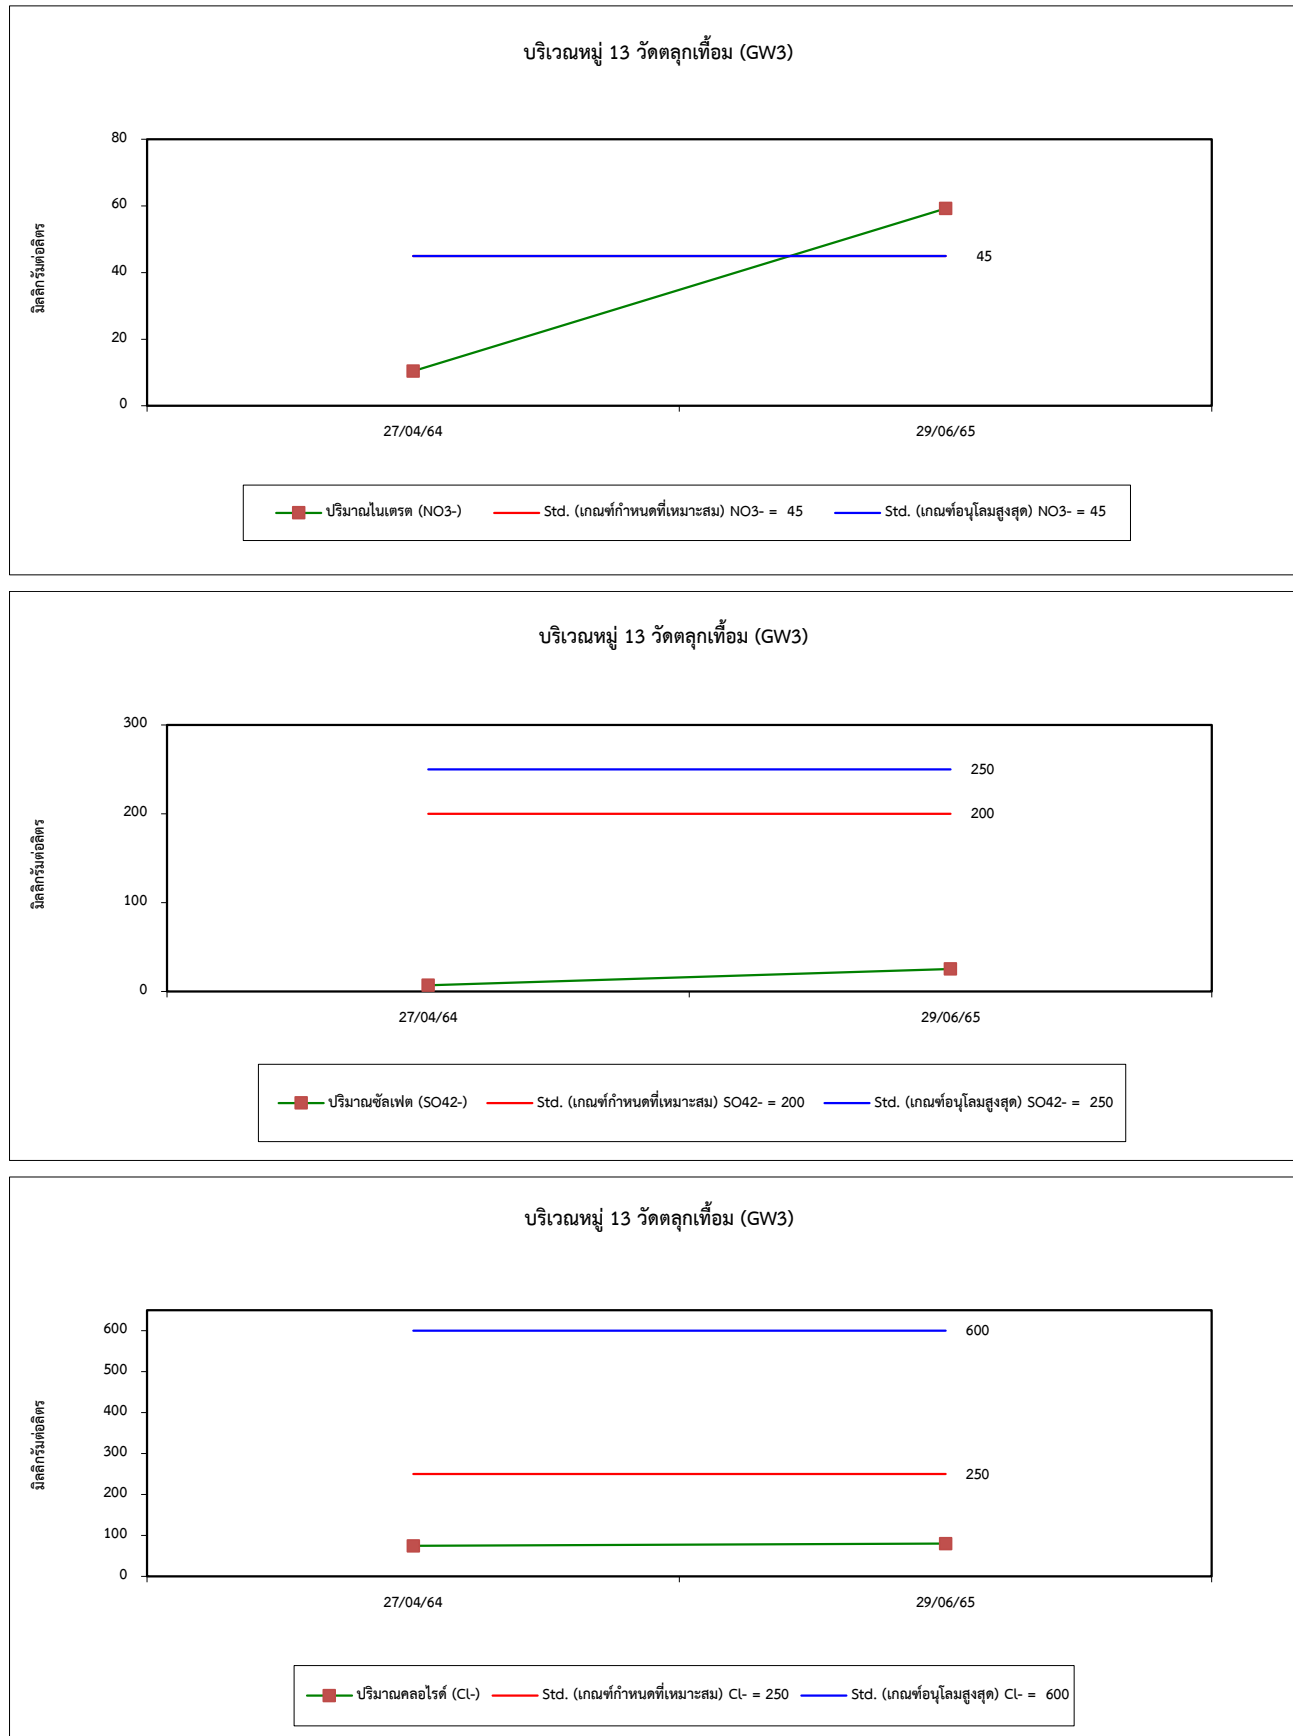 บริเวณหมู่ 13 วัดตลุกเทื้อม (GW3)
80
60
40
20
0
มิลลิกรัมต่อลิตร
45
27/04/64 29/06/65
ปริมาณไนเตรต (NO3-) Std. (เกณฑ์กำหนดที่เหมาะสม) NO3- = 45 Std. (เกณฑ์อนุโลมสูงสุด) NO3- = 45
บริเวณหมู่ 13 วัดตลุกเทื้อม (GW3)
300
200
100
0
มิลลิกรัมต่อลิตร
250
200
27/04/64 29/06/65
ปริมาณซัลเฟต (SO42-) Std. (เกณฑ์กำหนดที่เหมาะสม) SO42- = 200 Std. (เกณฑ์อนุโลมสูงสุด) SO42- = 250
บริเวณหมู่ 13 วัดตลุกเทื้อม (GW3)
600
500
400
300
200
100
0
มิลลิกรัมต่อลิตร
600
250
27/04/64 29/06/65
ปริมาณคลอไรด์ (Cl-) Std. (เกณฑ์กำหนดที่เหมาะสม) Cl- = 250 Std. (เกณฑ์อนุโลมสูงสุด) Cl- = 600